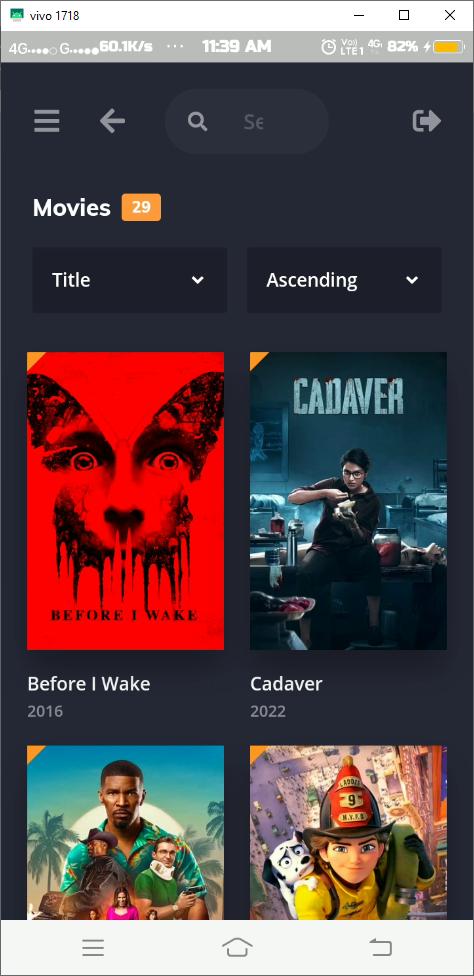 vivo 1718
4G G 60.1K/s ... 11:39 AM Vo)) LTE1 4G 82%
Se
Movies 29
Title Ascending
CADAVER
BEFORE I WAKE
Before I Wake Cadaver
2016 2022
LADDER
9
N.Y.F.D.